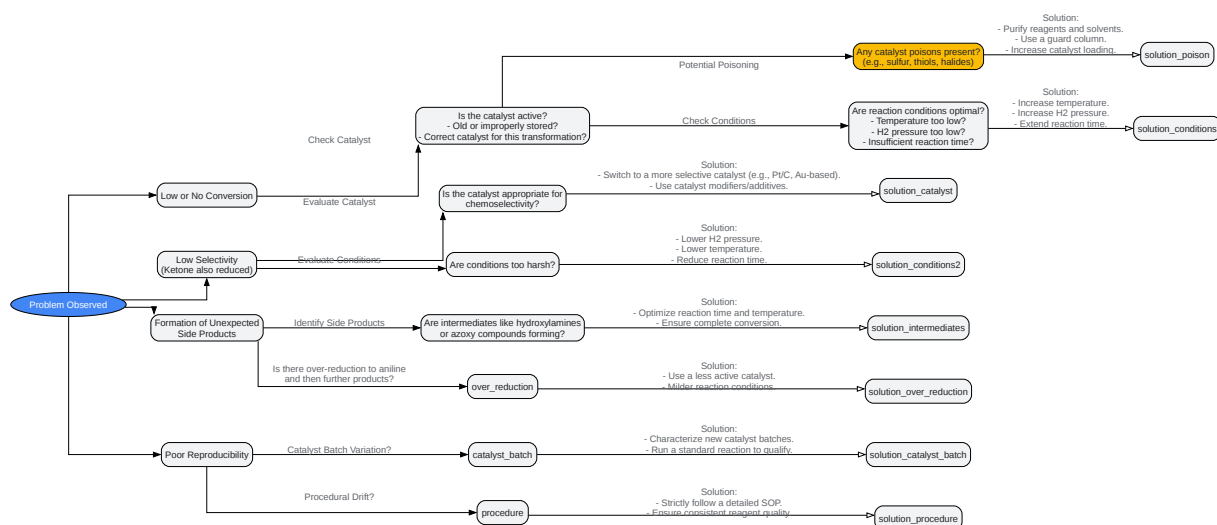 Solution:
- Purify reagents and solvents.
- Use a guard column.
- Increase catalyst loading.
Any catalyst poisons present?
(e.g., sulfur, thiols, halides)
solution_poison
Potential Poisoning
Solution:
- Increase temperature.
- Increase H2 pressure.
- Extend reaction time.
Is the catalyst active?
- Old or improperly stored?
- Correct catalyst for this transformation?
Check Conditions
Are reaction conditions optimal?
- Temperature too low?
- H2 pressure too low?
- Insufficient reaction time?
solution_conditions
Check Catalyst
Low or No Conversion
Evaluate Catalyst
Solution:
- Switch to a more selective catalyst (e.g., Pt/C, Au-based).
- Use catalyst modifiers/additives.
Is the catalyst appropriate for
chemoselectivity?
solution_catalyst
Solution:
- Lower H2 pressure.
- Lower temperature.
- Reduce reaction time.
Low Selectivity
(Ketone also reduced)
Evaluate Conditions
Are conditions too harsh?
solution_conditions2
Problem Observed
Solution:
- Optimize reaction time and temperature.
- Ensure complete conversion.
Formation of Unexpected
Side Products
Identify Side Products
Are intermediates like hydroxylamines
or azoxy compounds forming?
solution_intermediates
Is there over-reduction to aniline
and then further products?
over_reduction
Solution:
- Use a less active catalyst.
- Milder reaction conditions.
solution_over_reduction
Poor Reproducibility
Catalyst Batch Variation?
catalyst_batch
Solution:
- Characterize new catalyst batches.
- Run a standard reaction to qualify.
solution_catalyst_batch
Procedural Drift?
procedure
Solution:
- Strictly follow a detailed SOP.
- Ensure consistent reagent quality.
solution_procedure